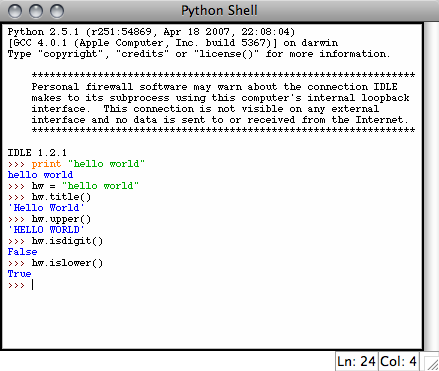 Python Shell
Python 2.5.1 (r251:54869, Apr 18 2007, 22:08:04)
[GCC 4.0.1 (Apple Computer, Inc. build 5367)] on darwin
Type "copyright", "credits" or "license()" for more information.
****************************************************************
Personal firewall software may warn about the connection IDLE
makes to its subprocess using this computer's internal loopback
interface.  This connection is not visible on any external
interface and no data is sent to or received from the Internet.
****************************************************************
IDLE 1.2.1
>>> print "hello world"
hello world
>>> hw = "hello world"
>>> hw.title()
'Hello World'
>>> hw.upper()
'HELLO WORLD'
>>> hw.isdigit()
False
>>> hw.islower()
True
>>>
Ln: 24 Col: 4